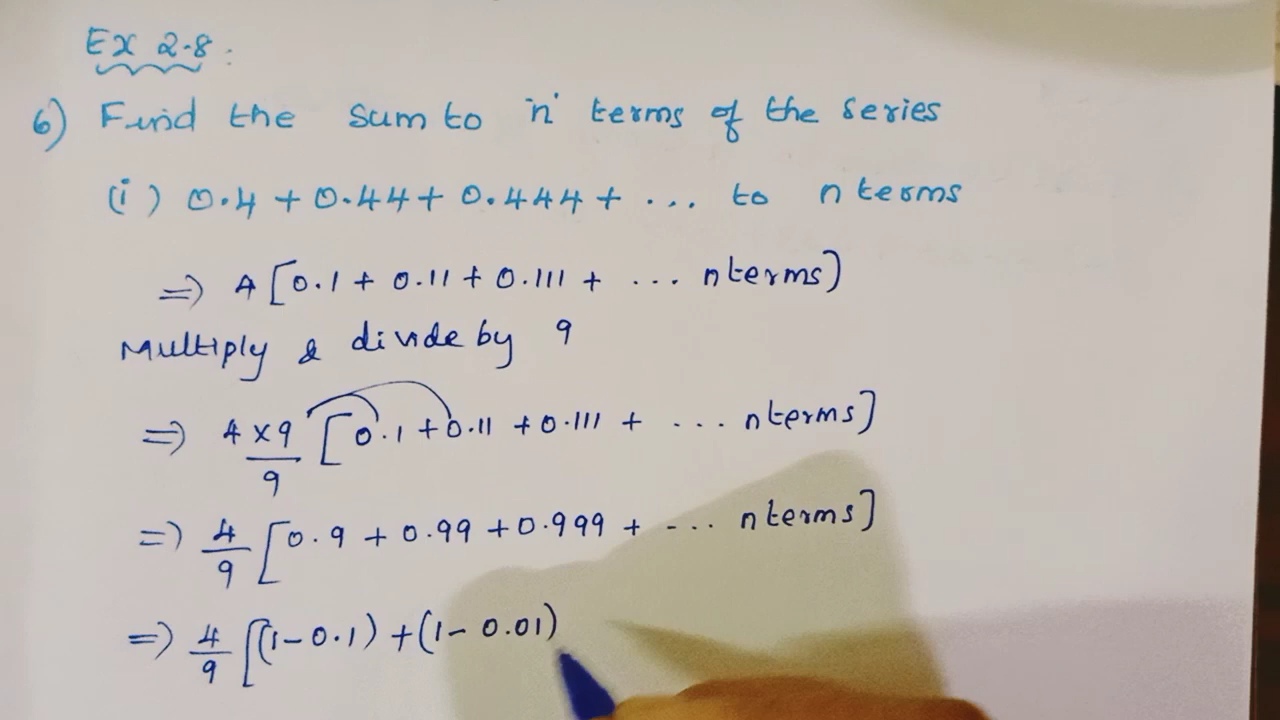 Ex 2.8:
6) Find the sum to 'n' terms of the series
(i) 0.4 + 0.44 + 0.444 + ... to n terms
=> 4 [0.1 + 0.11 + 0.111 + ... n terms)
Multiply & divide by 9
=> 4 x 9/9 [0.1 + 0.11 + 0.111 + ... n terms]
=> 4/9 [0.9 + 0.99 + 0.999 + ... n terms]
=> 4/9 [(1 - 0.1) + (1 - 0.01)